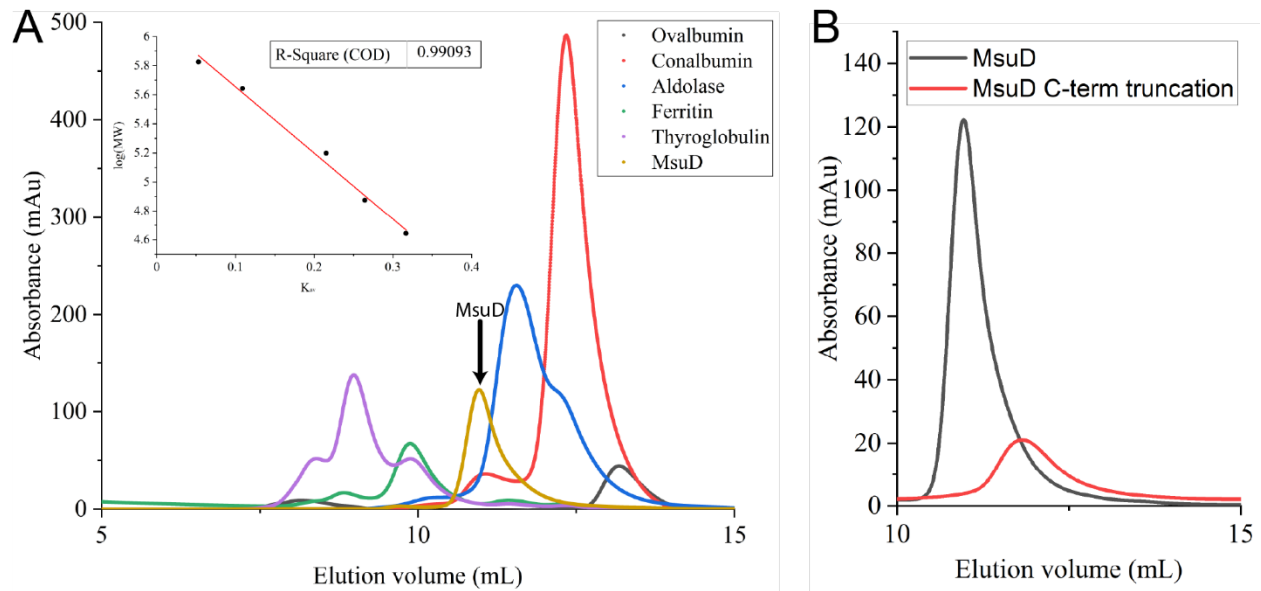 A
Absorbance (mAu)
500
400
300
200
100
0
5
10
15
Elution volume (mL)
log(MW)
6
5.8
5.6
5.4
5.2
5
4.8
4.6
0
0.1
0.2
0.3
0.4
Kav
R-Square (COD) 0.99093
Ovalbumin
Conalbumin
Aldolase
Ferritin
Thyroglobulin
MsuD
MsuD
B
Absorbance (mAu)
140
120
100
80
60
40
20
0
10
15
Elution volume (mL)
MsuD
MsuD C-term truncation